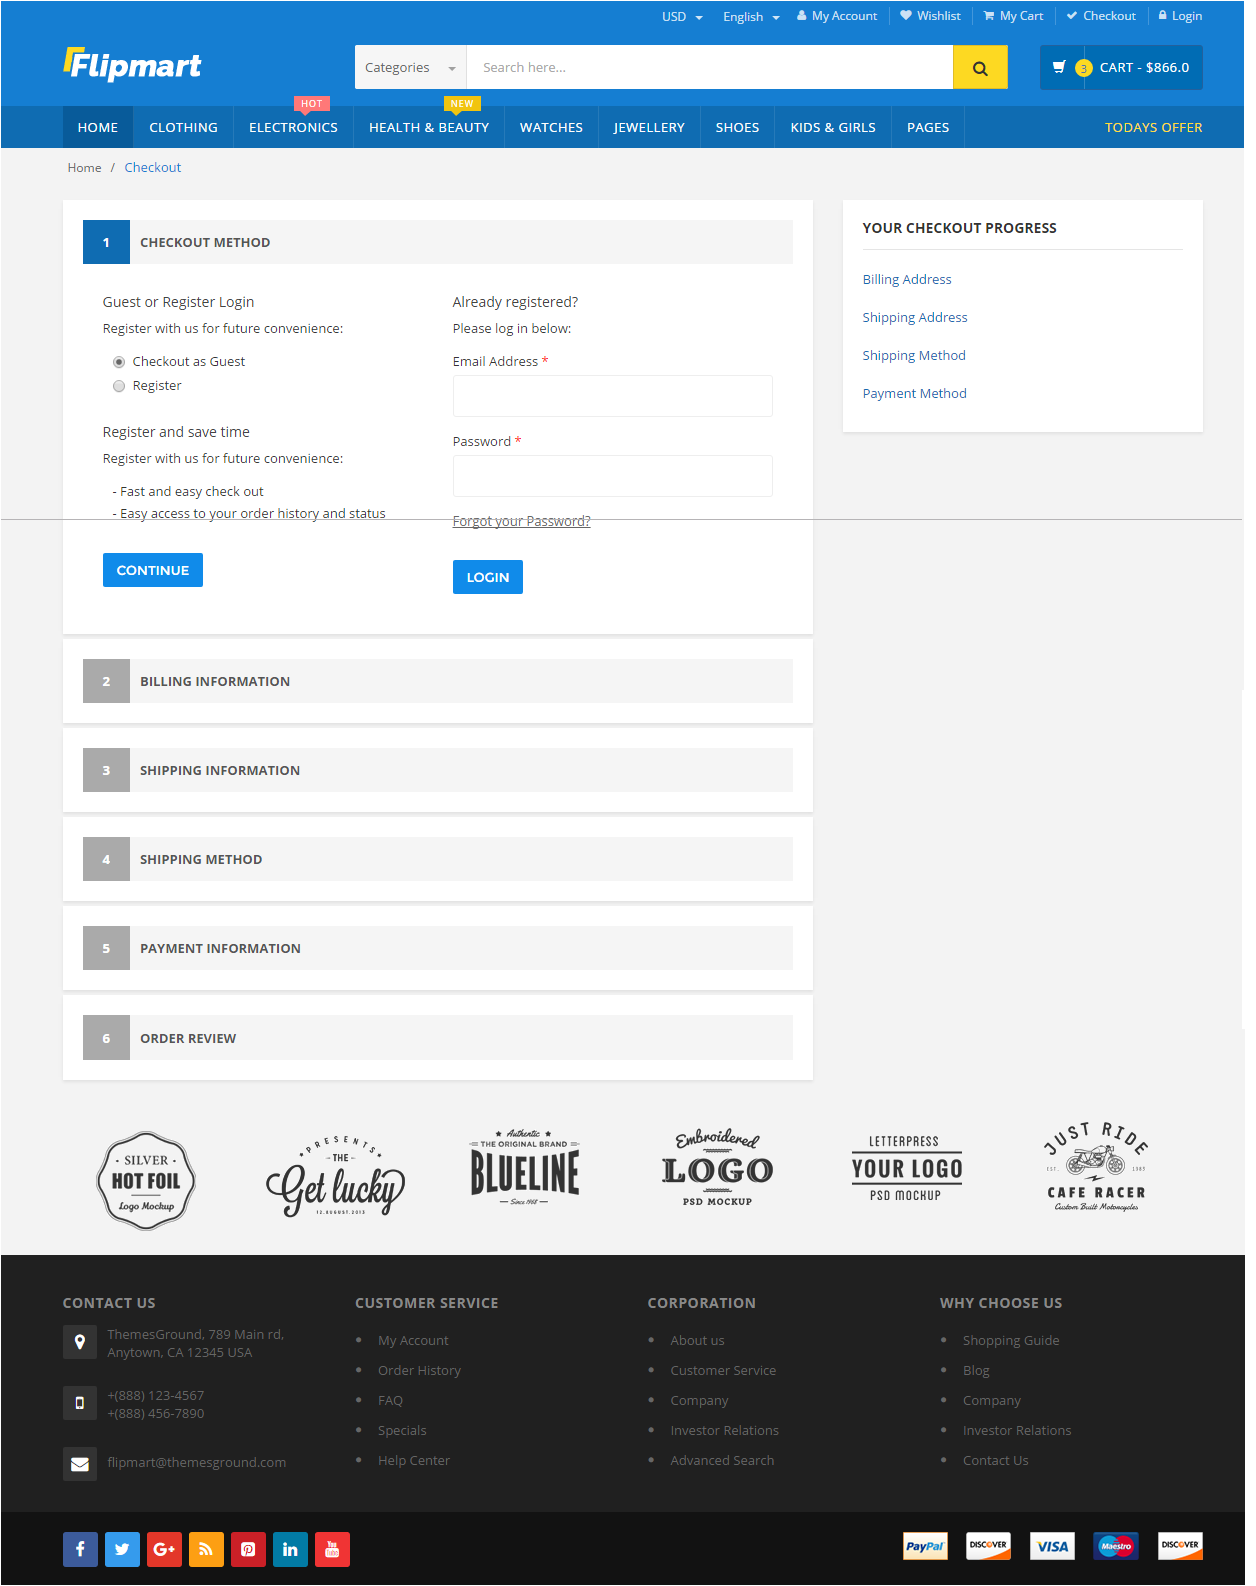 USD English My Account Wishlist My Cart Checkout Login
Flipmart
Categories Search here...
3 CART - $866.0
HOT NEW
HOME CLOTHING ELECTRONICS HEALTH & BEAUTY WATCHES JEWELLERY SHOES KIDS & GIRLS PAGES TODAYS OFFER
Home / Checkout
1 CHECKOUT METHOD
Guest or Register Login
Register with us for future convenience:
Checkout as Guest
Register
Register and save time
Register with us for future convenience:
- Fast and easy check out
- Easy access to your order history and status
CONTINUE
Already registered?
Please log in below:
Email Address *
Password *
Forgot your Password?
LOGIN
2 BILLING INFORMATION
3 SHIPPING INFORMATION
4 SHIPPING METHOD
5 PAYMENT INFORMATION
6 ORDER REVIEW
YOUR CHECKOUT PROGRESS
Billing Address
Shipping Address
Shipping Method
Payment Method
· SILVER ·
HOT FOIL
Logo Mockup
* PRESENTS *
-THE-
Get lucky
12.AUGUST.2013
★ Authentic ★
THE ORIGINAL BRAND
BLUELINE
Since 1968
Embroidered
LOGO
PSD MOCKUP
LETTERPRESS
YOUR LOGO
PSD MOCKUP
JUST RIDE
EST. 1985
CAFE RACER
Custom Built Motorcycles
CONTACT US
ThemesGround, 789 Main rd,
Anytown, CA 12345 USA
+(888) 123-4567
+(888) 456-7890
flipmart@themesground.com
CUSTOMER SERVICE
My Account
Order History
FAQ
Specials
Help Center
CORPORATION
About us
Customer Service
Company
Investor Relations
Advanced Search
WHY CHOOSE US
Shopping Guide
Blog
Company
Investor Relations
Contact Us
f G+ in You Tube
PayPal DISCOVER VISA Maestro DISCOVER